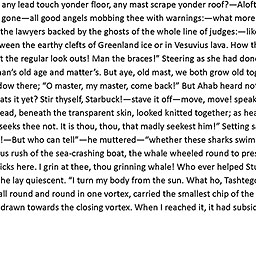 any lead touch yonder floor, any mast scrape yonder roof?—Aloft
gone—all good angels mobbing thee with warnings:—what more
the lawyers backed by the ghosts of the whole line of judges:—lik
ween the earthy clefts of Greenland ice or in Vesuvius lava. How th
t the regular look outs! Man the braces!” Steering as she had done
an’s old age and matter’s. But aye, old mast, we both grow old tog
dow there; “O master, my master, come back!” But Ahab heard no
ats it yet? Stir thyself, Starbuck!—stave it off—move, move! speak
ead, beneath the transparent skin, looked knitted together; as hea
seeks thee not. It is thou, thou, that madly seekest him!” Setting s
!—But who can tell”—he muttered—“whether these sharks swim
us rush of the sea-crashing boat, the whale wheeled round to pres
icks here. I grin at thee, thou grinning whale! Who ever helped Stu
he lay quiescent. “I turn my body from the sun. What ho, Tashteg
all round and round in one vortex, carried the smallest chip of the
drawn towards the closing vortex. When I reached it, it had subsid